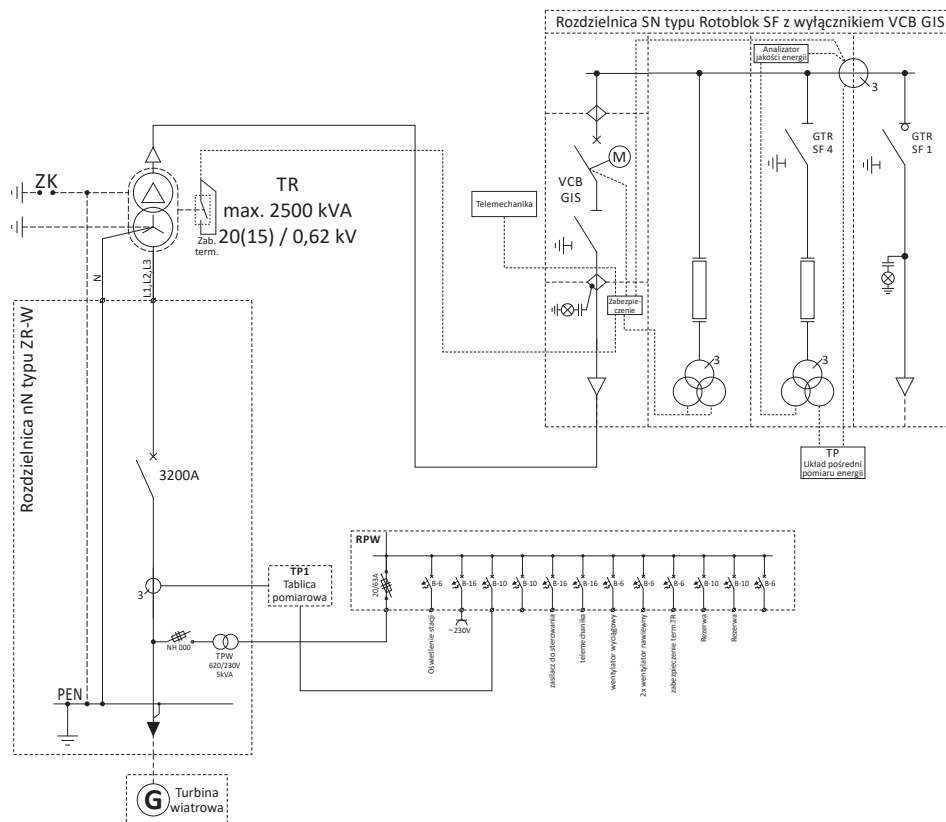 Rozdzielnica SN typu Rotoblok SF z wyłącznikiem VCB GIS
Analizator
jakości energii
3
GTR
SF 4
GTR
SF 1
M
VCB
GIS
Telemechanika
Zabezpie-
czenie
3
3
TP
Układ pośredni
pomiaru energii
ZK
TR
max. 2500 kVA
20(15) / 0,62 kV
Zab.
term.
N
L1, L2, L3
Rozdzielnica nN typu ZR-W
3200A
3
TP1
Tablica
pomiarowa
NH 000
TPW
620/230V
5kVA
PEN
G
Turbina
wiatrowa
RPW
20/63A
B-6
B-16
B-10
B-10
B-16
B-16
B-6
B-6
B-6
B-10
B-10
B-6
Oświetlenie stacji
~230V
zasilacz do sterowania
telemechanika
wentylator wyciągowy
2x wentylator nawiewny
zabezpieczenie term.TR
Rezerwa
Rezerwa